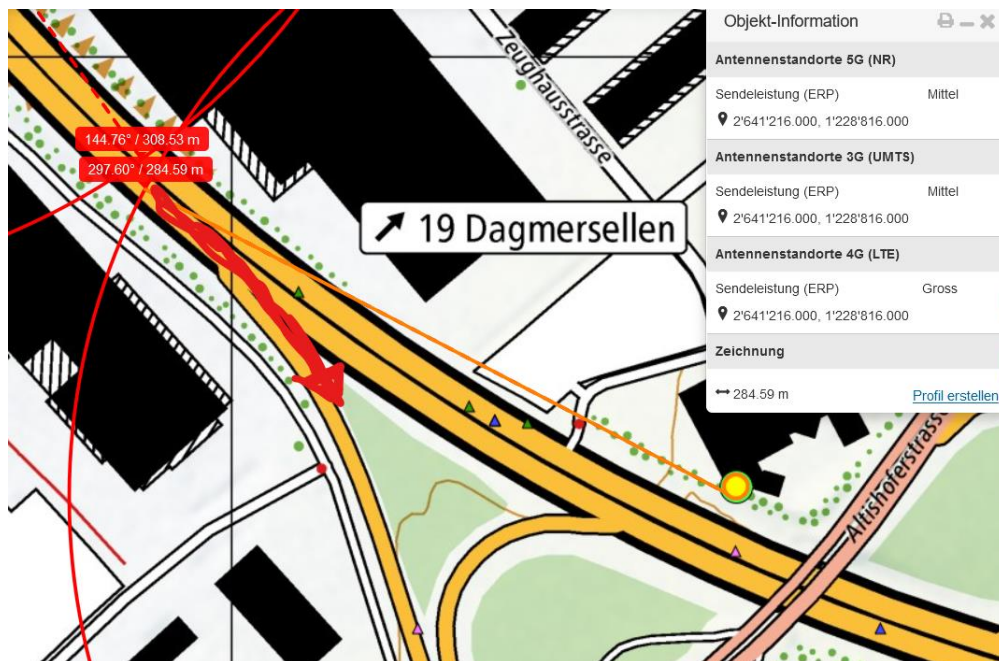 Zeughausstrasse
144.76° / 308.53 m
297.60° / 284.59 m
19 Dagmersellen
Altishoferstrasse
Objekt-Information
Antennenstandorte 5G (NR)
Sendeleistung (ERP) Mittel
2'641'216.000, 1'228'816.000
Antennenstandorte 3G (UMTS)
Sendeleistung (ERP) Mittel
2'641'216.000, 1'228'816.000
Antennenstandorte 4G (LTE)
Sendeleistung (ERP) Gross
2'641'216.000, 1'228'816.000
Zeichnung
284.59 m Profil erstellen